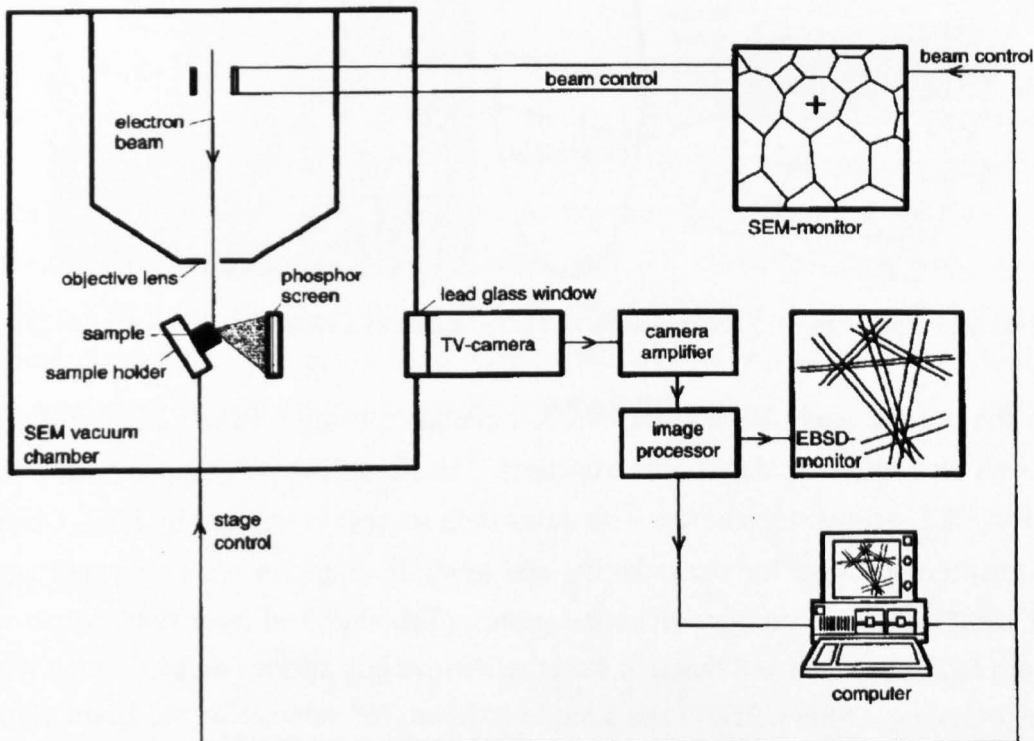 beam control
beam control
electron
beam
SEM-monitor
objective lens
phosphor
screen
lead glass window
sample
TV-camera
camera
amplifier
sample holder
image
processor
EBSD-
monitor
SEM vacuum
chamber
stage
control
computer